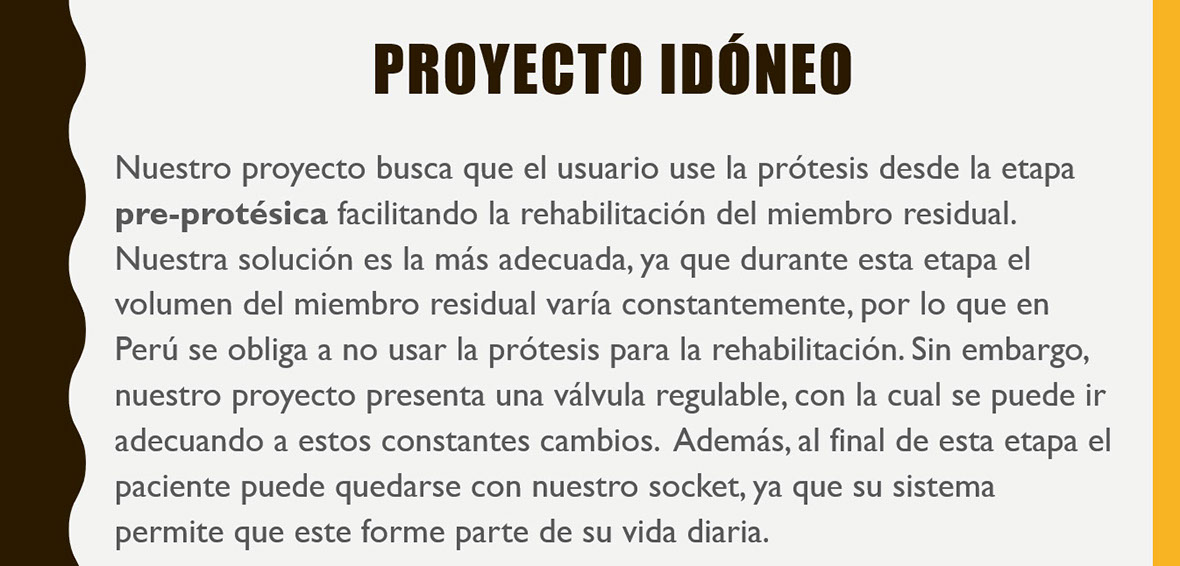 PROYECTO IDÓNEO
Nuestro proyecto busca que el usuario use la prótesis desde la etapa
pre-protésica facilitando la rehabilitación del miembro residual.
Nuestra solución es la más adecuada, ya que durante esta etapa el
volumen del miembro residual varía constantemente, por lo que en
Perú se obliga a no usar la prótesis para la rehabilitación. Sin embargo,
nuestro proyecto presenta una válvula regulable, con la cual se puede ir
adecuando a estos constantes cambios. Además, al final de esta etapa el
paciente puede quedarse con nuestro socket, ya que su sistema
permite que este forme parte de su vida diaria.